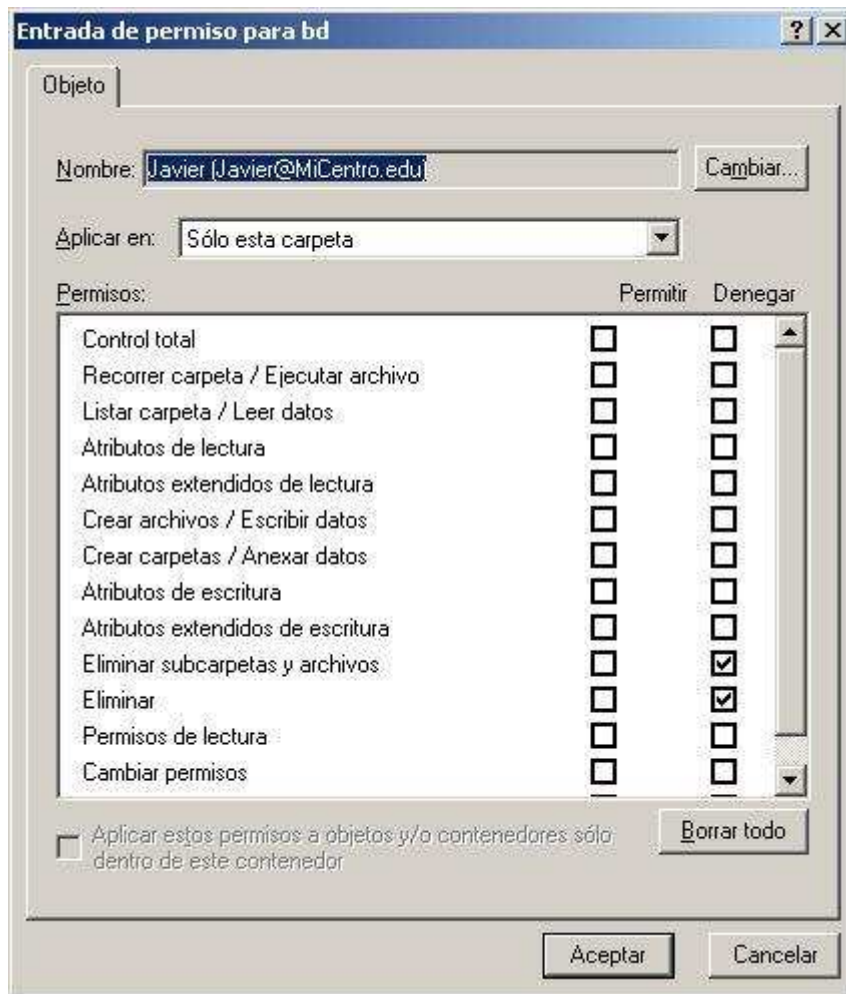 Entrada de permiso para bd
Objeto
Nombre: Javier (Javier@MiCentro.edu) Cambiar...
Aplicar en: Sólo esta carpeta
Permisos: Permitir Denegar
Control total
Recorrer carpeta / Ejecutar archivo
Listar carpeta / Leer datos
Atributos de lectura
Atributos extendidos de lectura
Crear archivos / Escribir datos
Crear carpetas / Anexar datos
Atributos de escritura
Atributos extendidos de escritura
Eliminar subcarpetas y archivos
Eliminar
Permisos de lectura
Cambiar permisos
Aplicar estos permisos a objetos y/o contenedores sólo
dentro de este contenedor
Borrar todo
Aceptar Cancelar